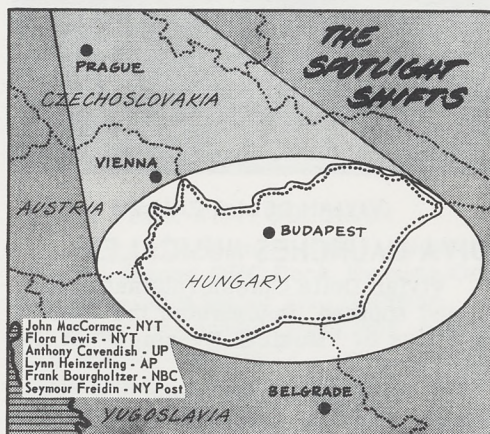 THE
SPOTLIGHT
SHIFTS
PRAGUE
CZECHOSLOVAKIA
VIENNA
AUSTRIA
BUDAPEST
HUNGARY
John MacCormac - NYT
Flora Lewis - NYT
Anthony Cavendish - UP
Lynn Heinzerling - AP
Frank Bourgholtzer - NBC
Seymour Freidin - NY Post
BELGRADE
YUGOSLAVIA